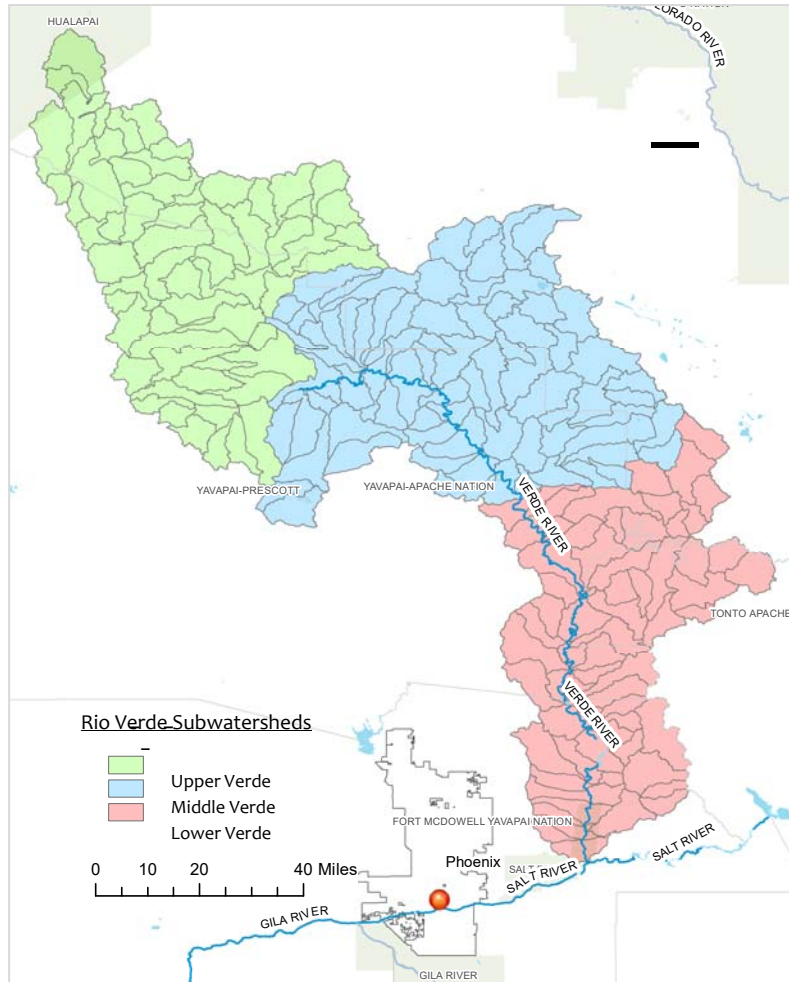 HUALAPAI
COLORADO RIVER
YAVAPAI-PRESCOTT
YAVAPAI-APACHE NATION
VERDE RIVER
TONTO APACHE
VERDE RIVER
Rio Verde Subwatersheds
Upper Verde
Middle Verde
Lower Verde
FORT MCDOWELL YAVAPAI NATION
0 10 20 40 Miles
Phoenix
SALT RIVER
SALT RIVER
GILA RIVER
GILA RIVER